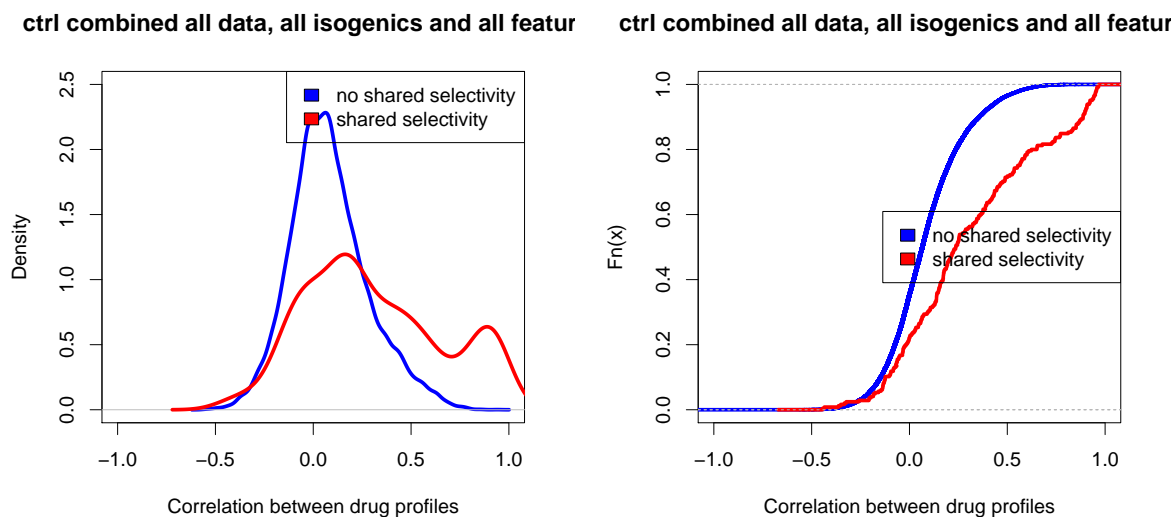 ctrl combined all data, all isogenics and all featur
2.5
2.0
1.5
1.0
0.5
0.0
Density
no shared selectivity
shared selectivity
−1.0 −0.5 0.0 0.5 1.0
Correlation between drug profiles
ctrl combined all data, all isogenics and all featur
1.0
0.8
0.6
0.4
0.2
0.0
Fn(x)
no shared selectivity
shared selectivity
−1.0 −0.5 0.0 0.5 1.0
Correlation between drug profiles